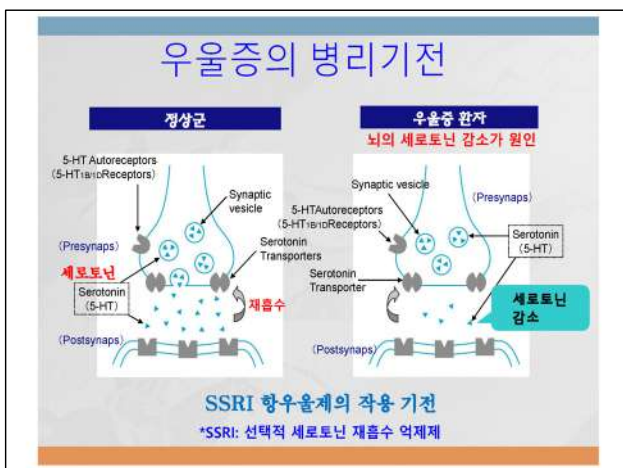 우울증의 병리기전
정상군
5-HT Autoreceptors
(5-HT1B/1DReceptors)
Synaptic
vesicle
(Presynaps)
Serotonin
Transporters
세로토닌
Serotonin
(5-HT)
재흡수
(Postsynaps)
우울증 환자
뇌의 세로토닌 감소가 원인
Synaptic vesicle
(Presynaps)
5-HTAutoreceptors
(5-HT1B/1DReceptors)
Serotonin
(5-HT)
Serotonin
Transporter
세로토닌
감소
(Postsynaps)
SSRI 항우울제의 작용 기전
*SSRI: 선택적 세로토닌 재흡수 억제제